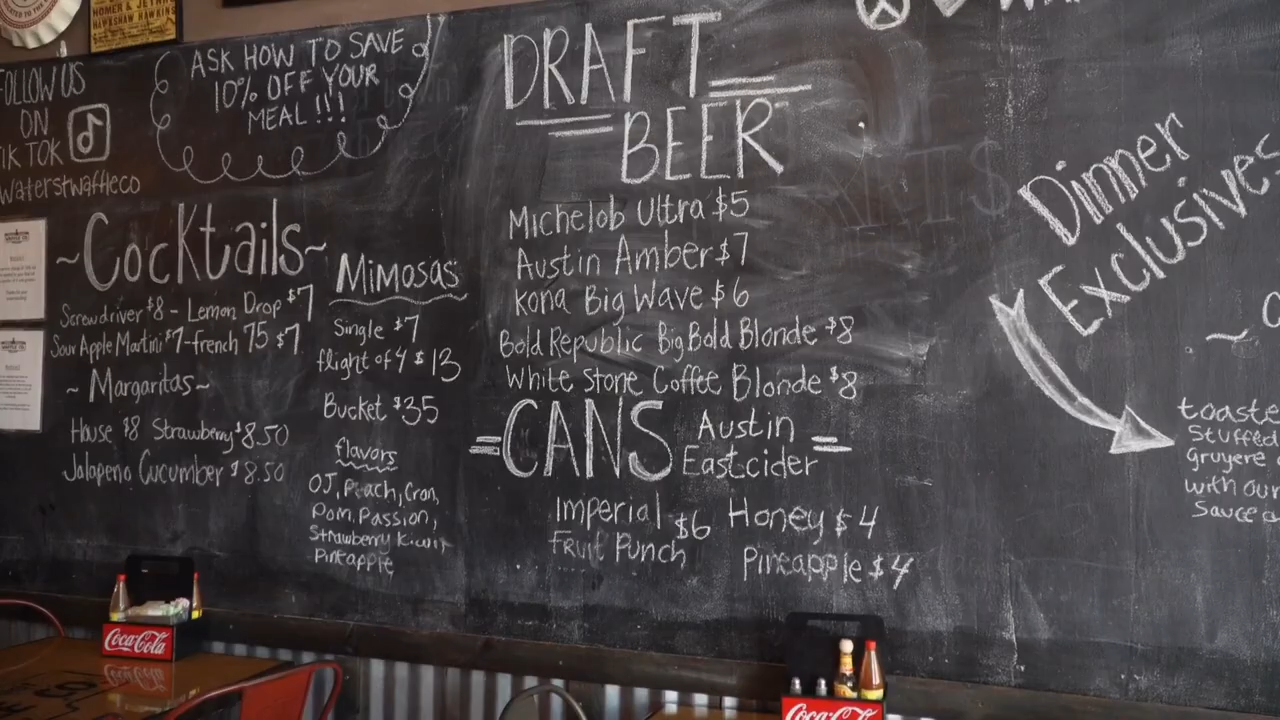 FOLLOW US
ON
TIK TOK
waterstwaffleco
ASK HOW TO SAVE
10% OFF YOUR
MEAL!!!
~Cocktails~
Screwdriver $8 - Lemon Drop $7
Sour Apple Martini $7-french 75 $7
~ Margaritas~
House $8 Strawberry $8.50
Jalapeno Cucumber $8.50
Mimosas
Single $7
flight of 4 $13
Bucket $35
flavors
OJ, Peach, Cran,
Pom, Passion,
Strawberry Kiwi,
Pineapple
DRAFT
BEER
Michelob Ultra $5
Austin Amber $7
Kona Big Wave $6
Bold Republic Big Bold Blonde $8
White Stone Coffee Blonde $8
=CANS Austin
Eastcider =
Imperial
Fruit Punch $6
Honey $4
Pineapple $4
Dinner
Exclusives
toaste
Stuffed
Gruyere
with our
Sauce
Coca-Cola
Coca-Cola